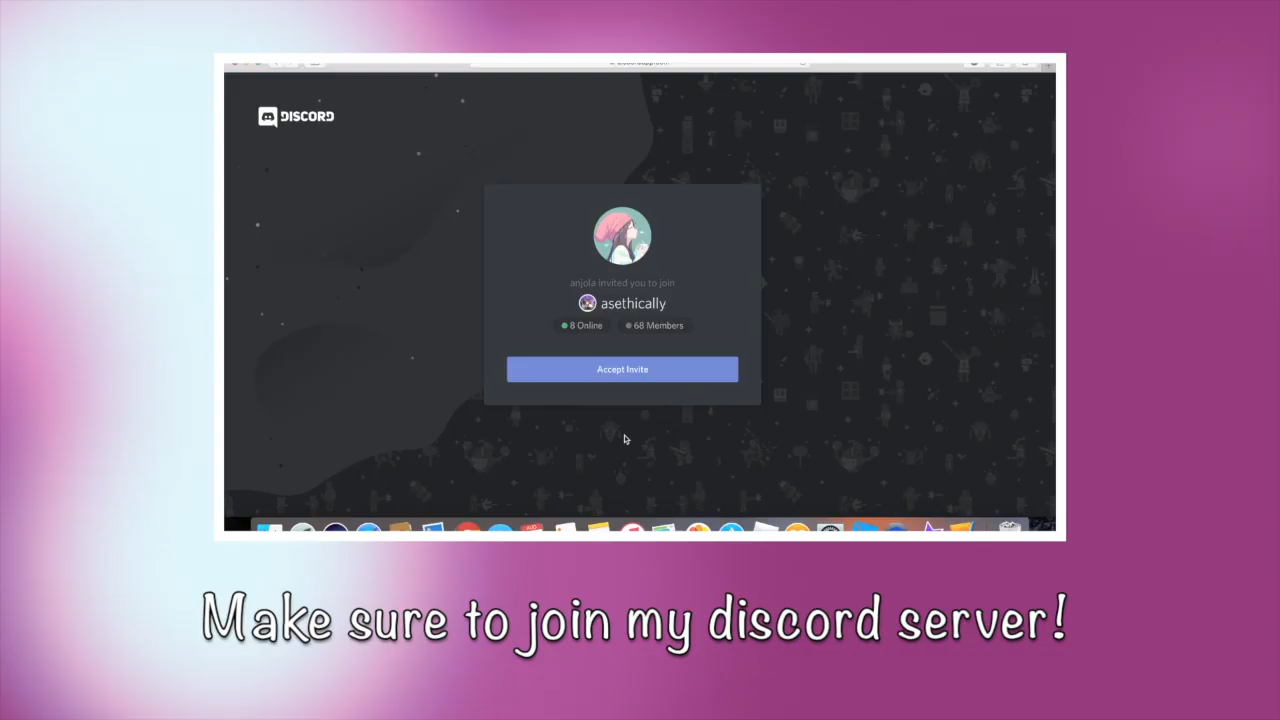 DISCORD
anjola invited you to join
asethically
8 Online 68 Members
Accept Invite
Make sure to join my discord server!